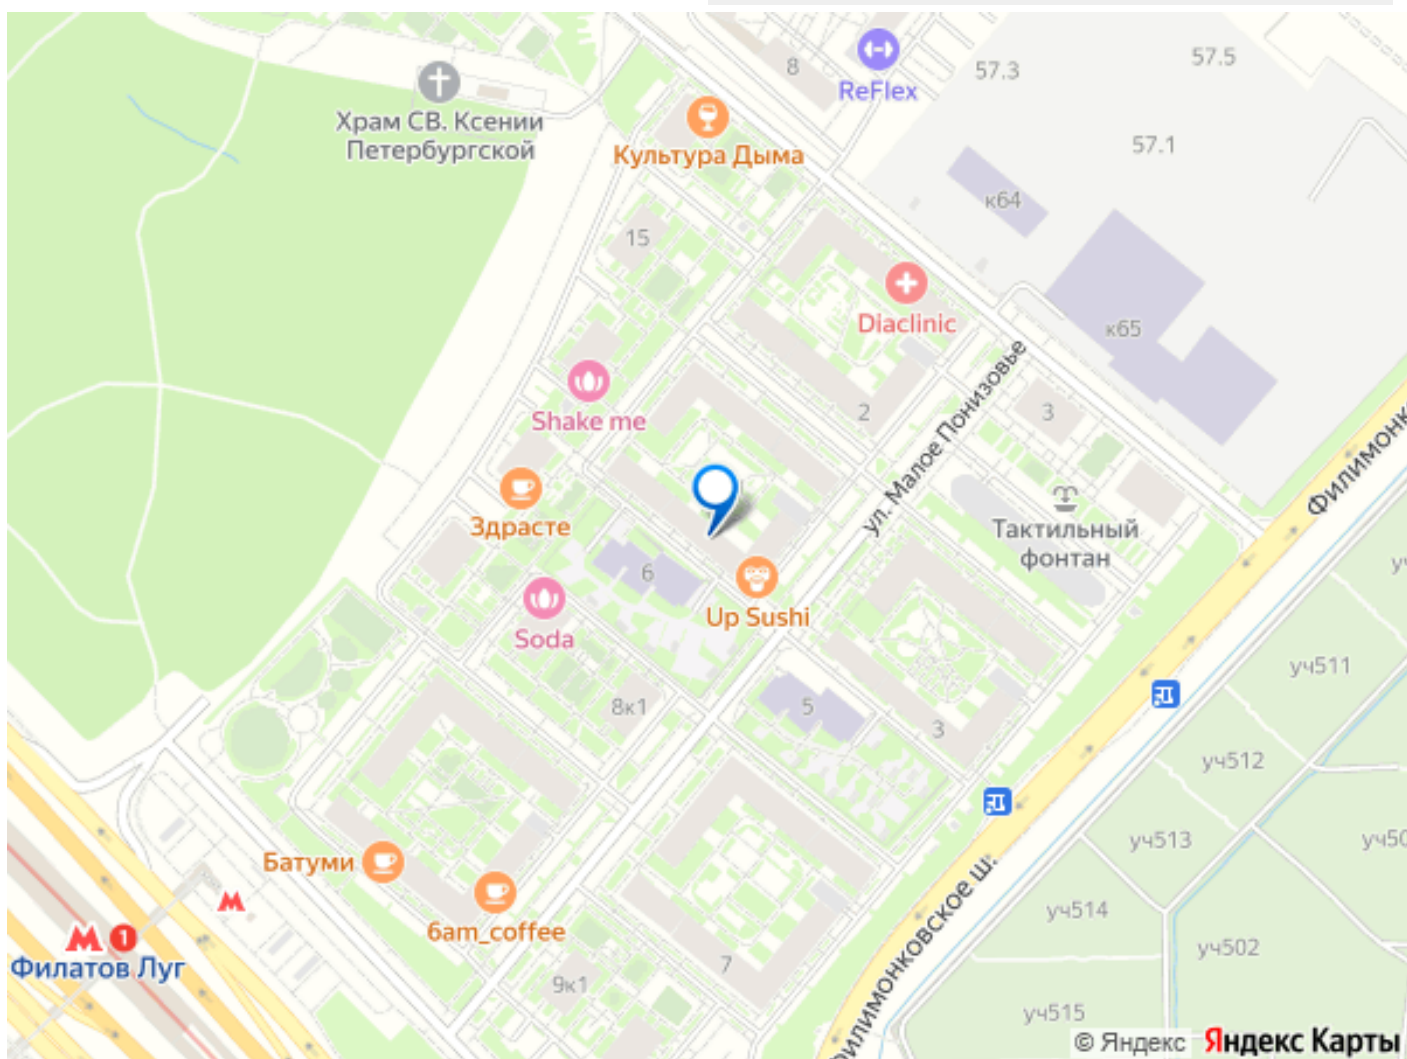 8
ReFlex
57.3
57.5
Храм СВ. Ксении
Петербургской
Культура Дыма
57.1
к64
15
Diaclinic
к65
Shake me
2
3
ул. Малое Понизовье
Здрасте
Тактильный
фонтан
6
Up Sushi
Soda
8к1
5
3
уч511
уч512
Батуми
6am_coffee
уч513
Филимонковское ш.
уч514
уч502
М 1
Филатов Луг
9к1
7
уч515
© Яндекс Яндекс Карты